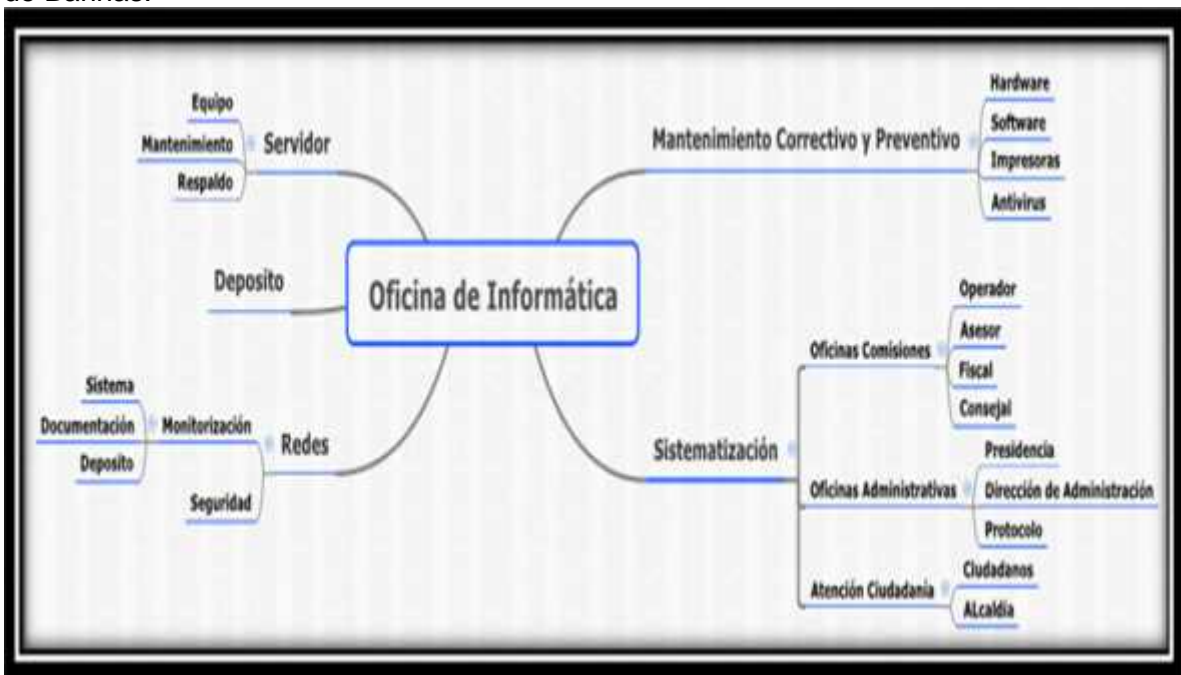 Equipo
Mantenimiento
Respaldo
Servidor
Deposito
Sistema
Documentación
Deposito
Monitorización
Seguridad
Redes
Oficina de Informática
Mantenimiento Correctivo y Preventivo
Hardware
Software
Impresoras
Antivirus
Sistematización
Oficinas Comisiones
Operador
Asesor
Fiscal
Consejal
Oficinas Administrativas
Presidencia
Dirección de Administración
Protocolo
Atención Ciudadania
Ciudadanos
ALcaldia